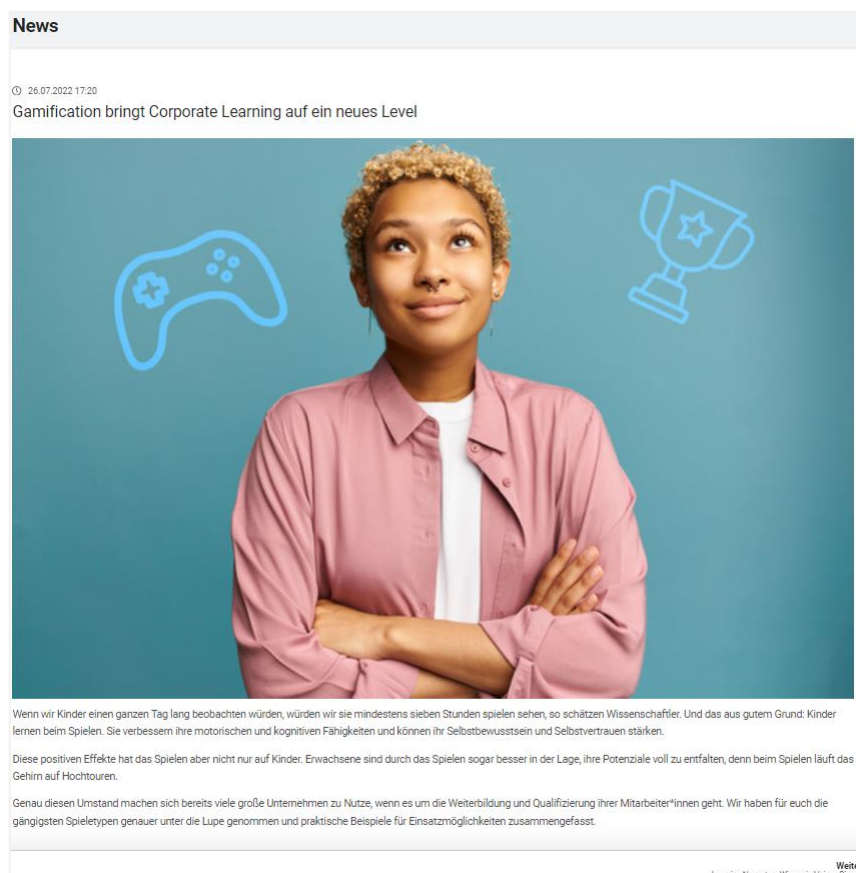 News
26.07.2022 17:20
Gamification bringt Corporate Learning auf ein neues Level
Wenn wir Kinder einen ganzen Tag lang beobachten würden, würden wir sie mindestens sieben Stunden spielen sehen, so schätzen Wissenschaftler. Und das aus gutem Grund: Kinder
lernen beim Spielen. Sie verbessern ihre motorischen und kognitiven Fähigkeiten und können ihr Selbstbewusstsein und Selbstvertrauen stärken.
Diese positiven Effekte hat das Spielen aber nicht nur auf Kinder. Erwachsene sind durch das Spielen sogar besser in der Lage, ihre Potenziale voll zu entfalten, denn beim Spielen läuft das
Gehirn auf Hochtouren.
Genau diesen Umstand machen sich bereits viele große Unternehmen zu Nutze, wenn es um die Weiterbildung und Qualifizierung ihrer Mitarbeiter*innen geht. Wir haben für euch die
gängigsten Spieletypen genauer unter die Lupe genommen und praktische Beispiele für Einsatzmöglichkeiten zusammengefasst.
Weite